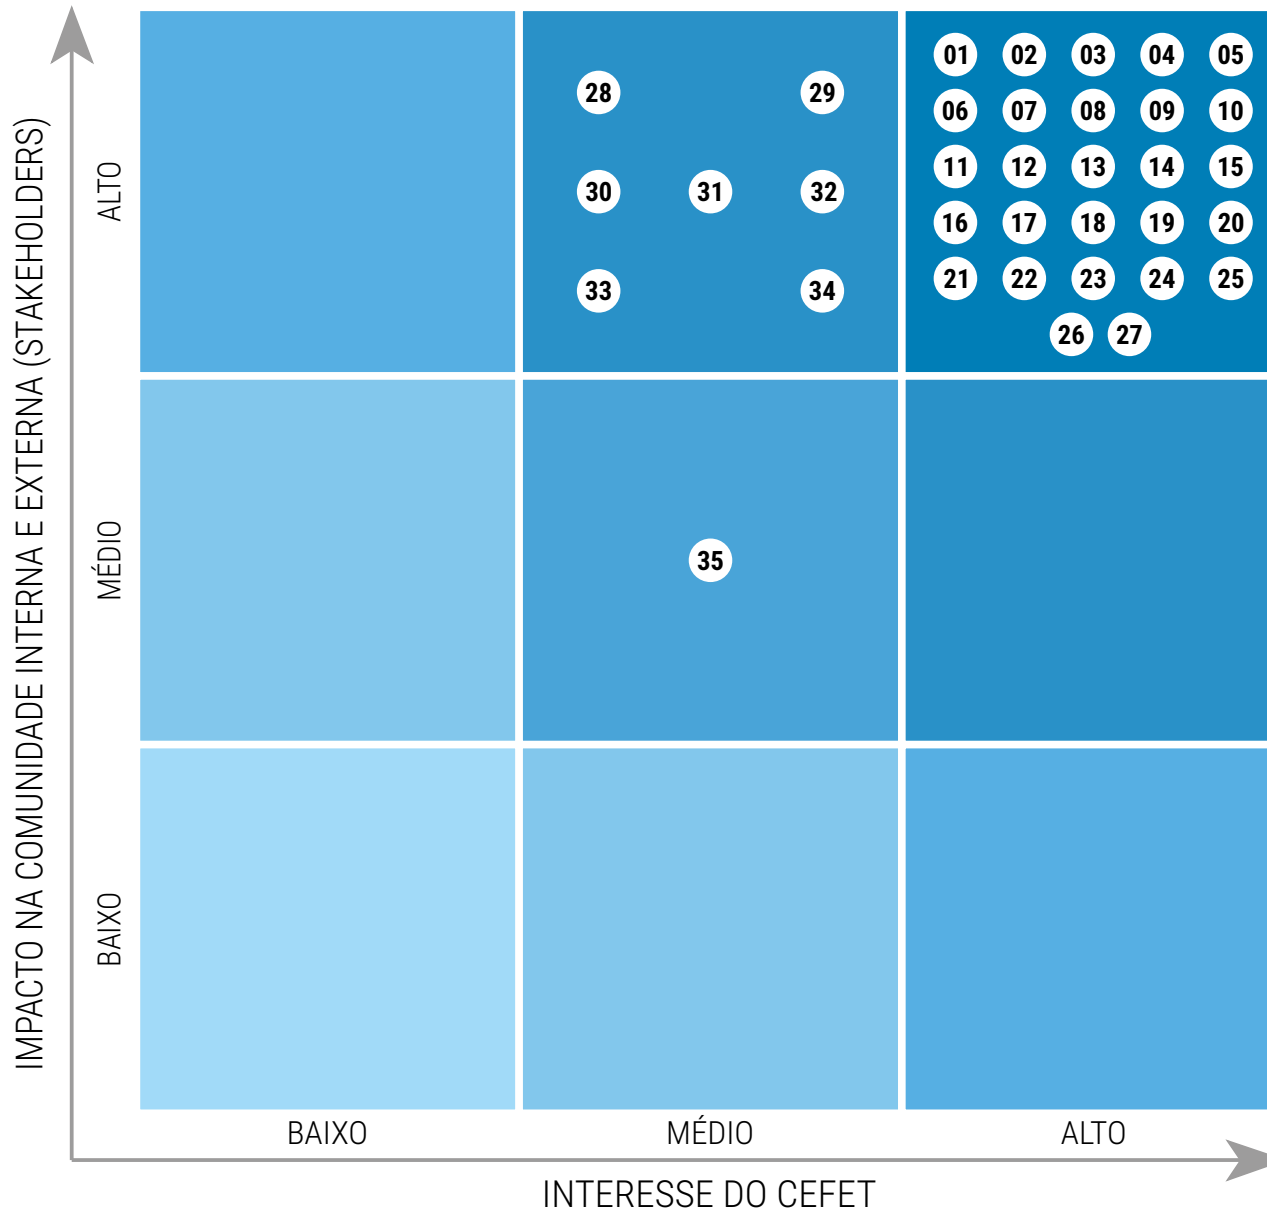 IMPACTO NA COMUNIDADE INTERNA E EXTERNA (STAKEHOLDERS)
ALTO
28 29
30 31 32
33 34
01 02 03 04 05
06 07 08 09 10
11 12 13 14 15
16 17 18 19 20
21 22 23 24 25
26 27
MÉDIO
35
BAIXO
BAIXO MÉDIO ALTO
INTERESSE DO CEFET